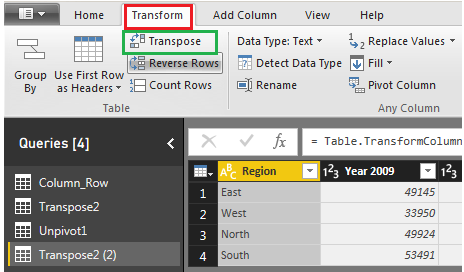 Home Transform Add Column View
Group By
Use First Row as Headers
Transpose
Reverse Rows
Count Rows
Table
Data Type: Text
Detect Data Type
Rename
Replace Values
Fill
Pivot Column
Any Column
Queries [4]
Column_Row
Transpose2
Unpivot1
Transpose2 (2)
fx = Table.TransformColumn
ABC Region 123 Year 2009 123
1 East 49145
2 West 33950
3 North 49924
4 South 53491